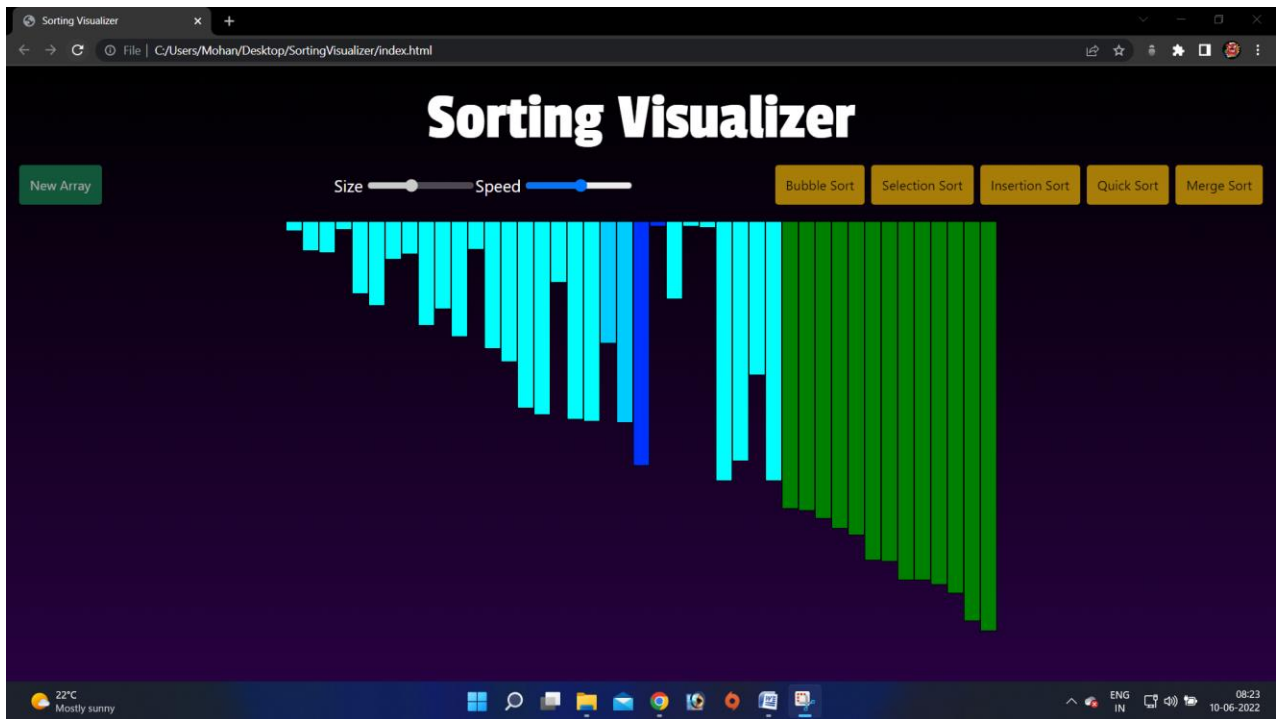 Sorting Visualizer
File | C:/Users/Mohan/Desktop/SortingVisualizer/index.html
Sorting Visualizer
New Array Size Speed Bubble Sort Selection Sort Insertion Sort Quick Sort Merge Sort
22°C
Mostly sunny
ENG
IN
08:23
10-06-2022